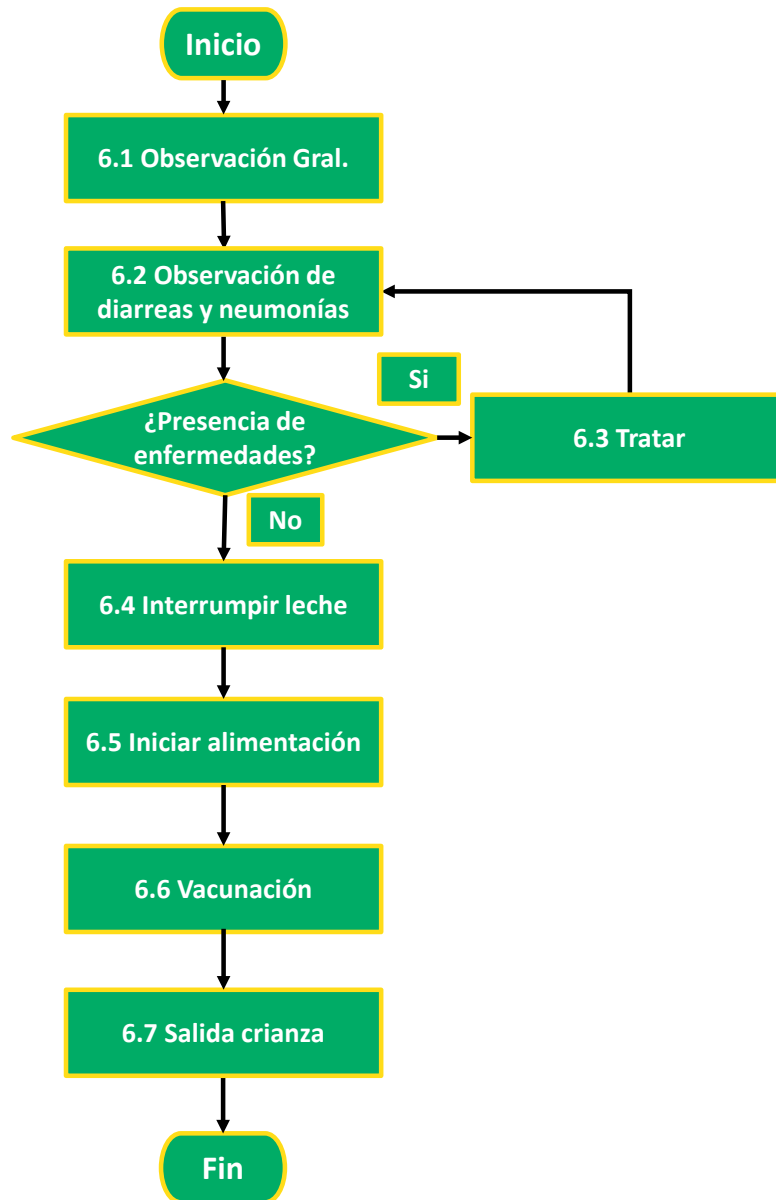 Inicio
6.1 Observación Gral.
6.2 Observación de
diarreas y neumonías
Si
¿Presencia de
enfermedades?
6.3 Tratar
No
6.4 Interrumpir leche
6.5 Iniciar alimentación
6.6 Vacunación
6.7 Salida crianza
Fin